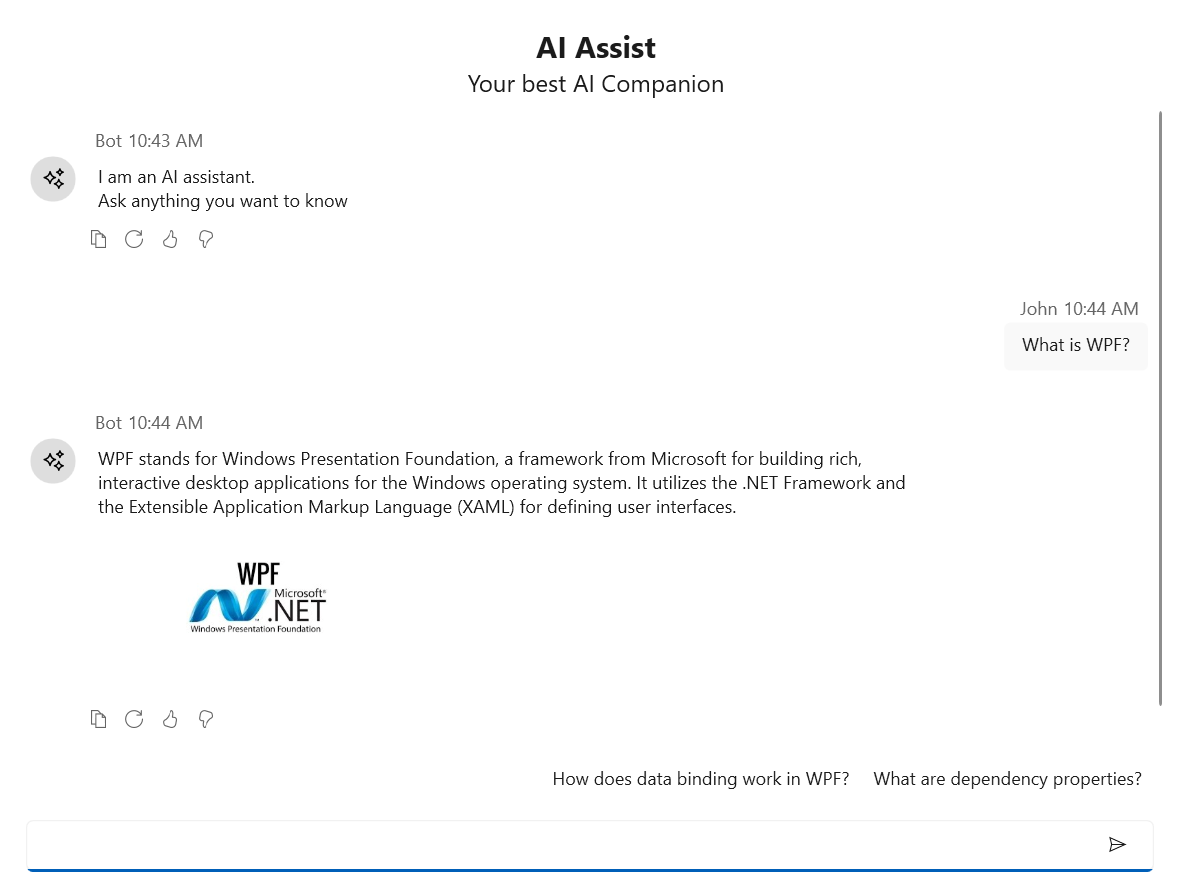 AI Assist
Your best AI Companion
Bot 10:43 AM
I am an AI assistant.
Ask anything you want to know
John 10:44 AM
What is WPF?
Bot 10:44 AM
WPF stands for Windows Presentation Foundation, a framework from Microsoft for building rich,
interactive desktop applications for the Windows operating system. It utilizes the .NET Framework and
the Extensible Application Markup Language (XAML) for defining user interfaces.
WPF
Microsoft®
.NET
Windows Presentation Foundation
How does data binding work in WPF? What are dependency properties?